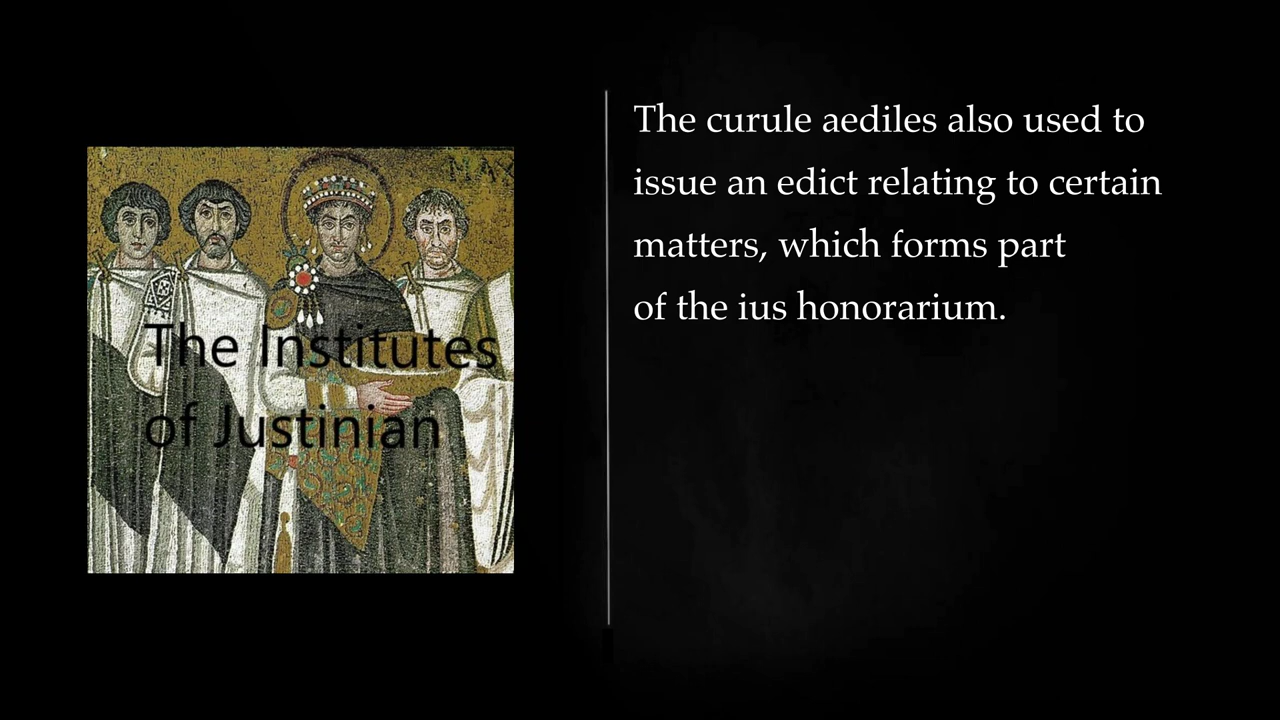 The Institutes
of Justinian
The curule aediles also used to
issue an edict relating to certain
matters, which forms part
of the ius honorarium.